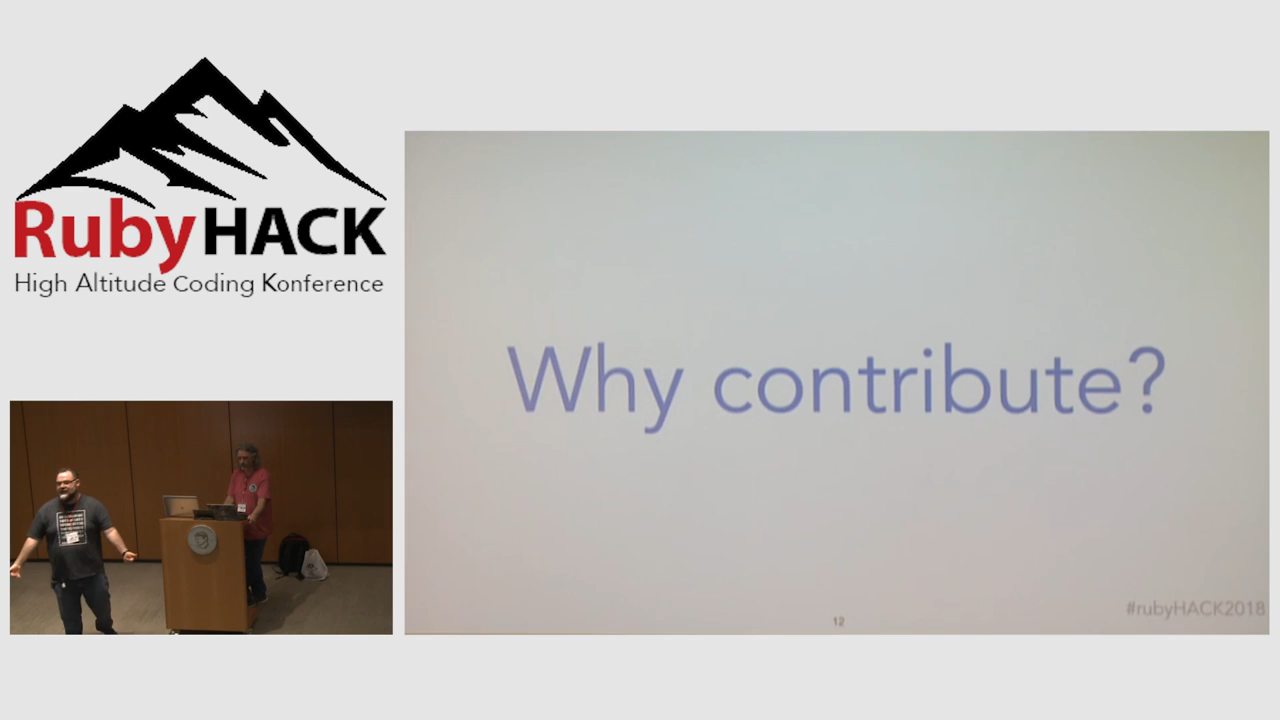 RubyHACK
High Altitude Coding Konference
Why contribute?
12
#rubyHACK2018